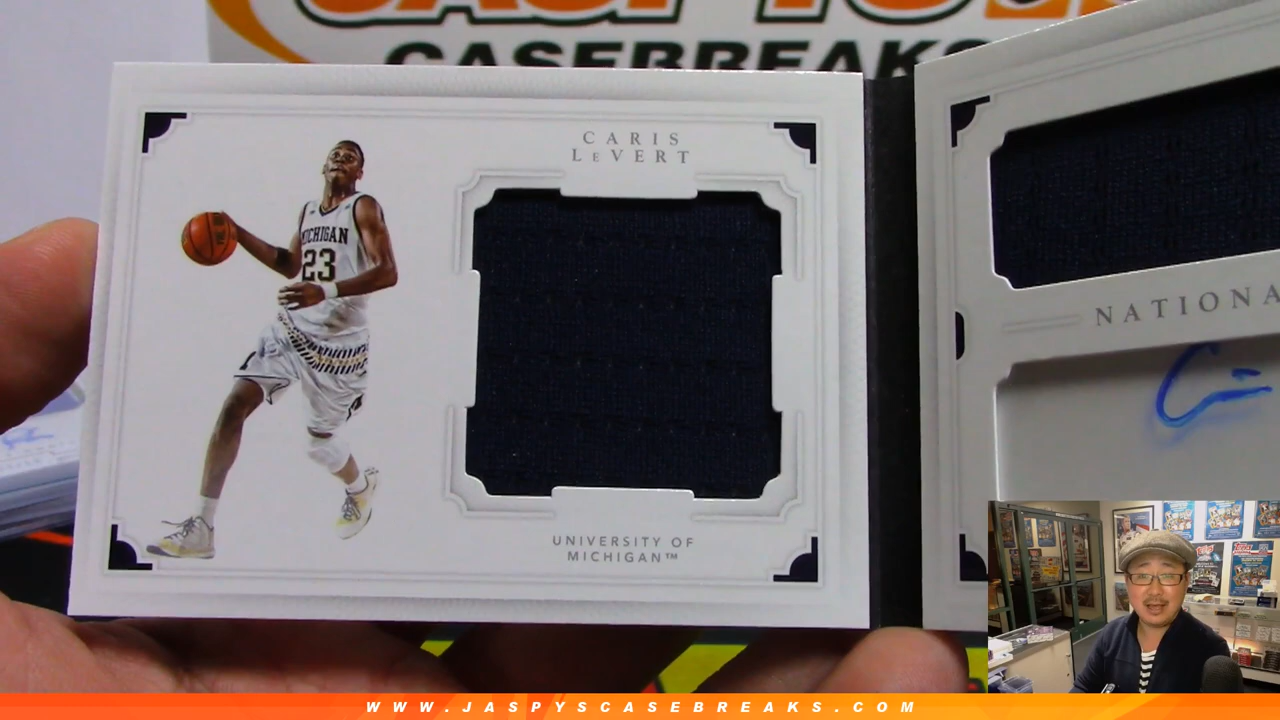 CASEBREAKS
CARIS
LeVERT
MICHIGAN
23
NATIONA
UNIVERSITY OF
MICHIGAN™
WWW.JASPYSCASEBREAKS.COM